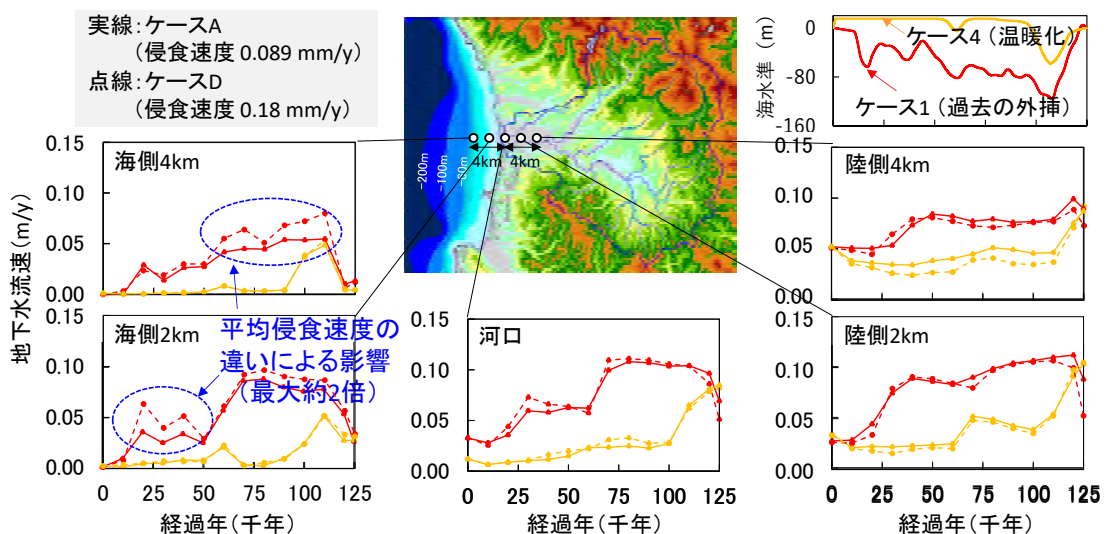 実線：ケースA
（侵食速度 0.089 mm/y）
点線：ケースD
（侵食速度 0.18 mm/y）
-200m
-100m
-50m
4km
4km
海水準（m）
0
-80
-160
ケース4（温暖化）
ケース1（過去の外挿）
地下水流速（m/y）
海側4km
0.15
0.10
0.05
0.00
陸側4km
0.15
0.10
0.05
0.00
海側2km
0.15
0.10
0.05
0.00
0
25
50
75
100
125
経過年（千年）
平均侵食速度の
違いによる影響
（最大約2倍）
河口
0.15
0.10
0.05
0.00
0
25
50
75
100
125
経過年（千年）
陸側2km
0.15
0.10
0.05
0.00
0
25
50
75
100
125
経過年（千年）